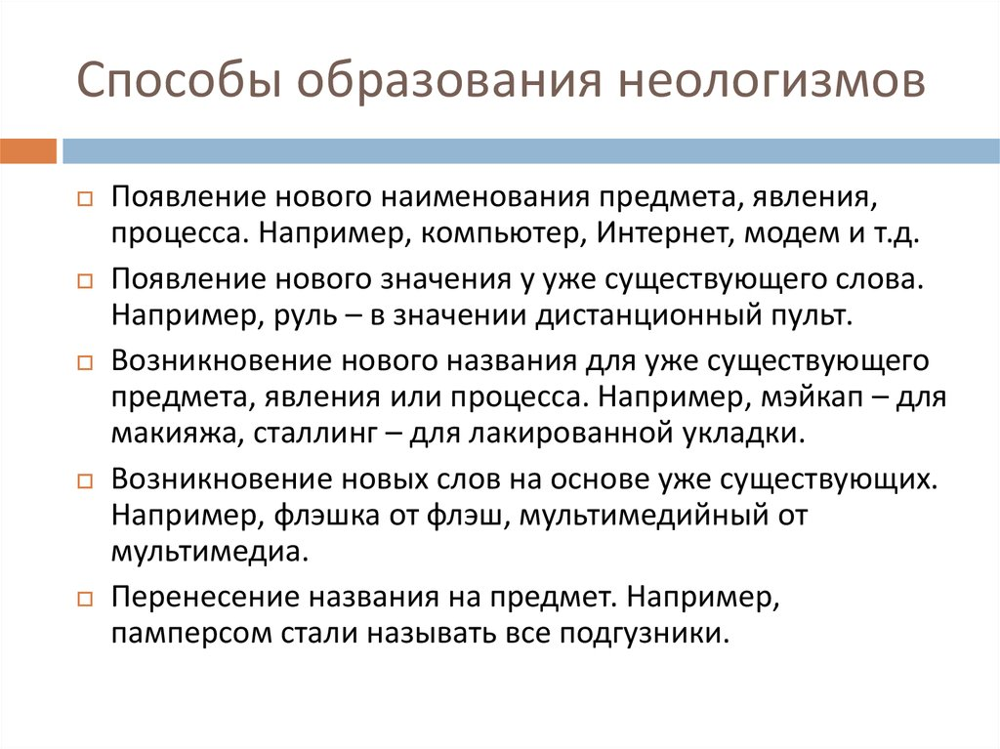 Способы образования неологизмов
Появление нового наименования предмета, явления,
процесса. Например, компьютер, Интернет, модем и т.д.
Появление нового значения у уже существующего слова.
Например, руль – в значении дистанционный пульт.
Возникновение нового названия для уже существующего
предмета, явления или процесса. Например, мэйкап – для
макияжа, сталлинг – для лакированной укладки.
Возникновение новых слов на основе уже существующих.
Например, флэшка от флэш, мультимедийный от
мультимедиа.
Перенесение названия на предмет. Например,
памперсом стали называть все подгузники.